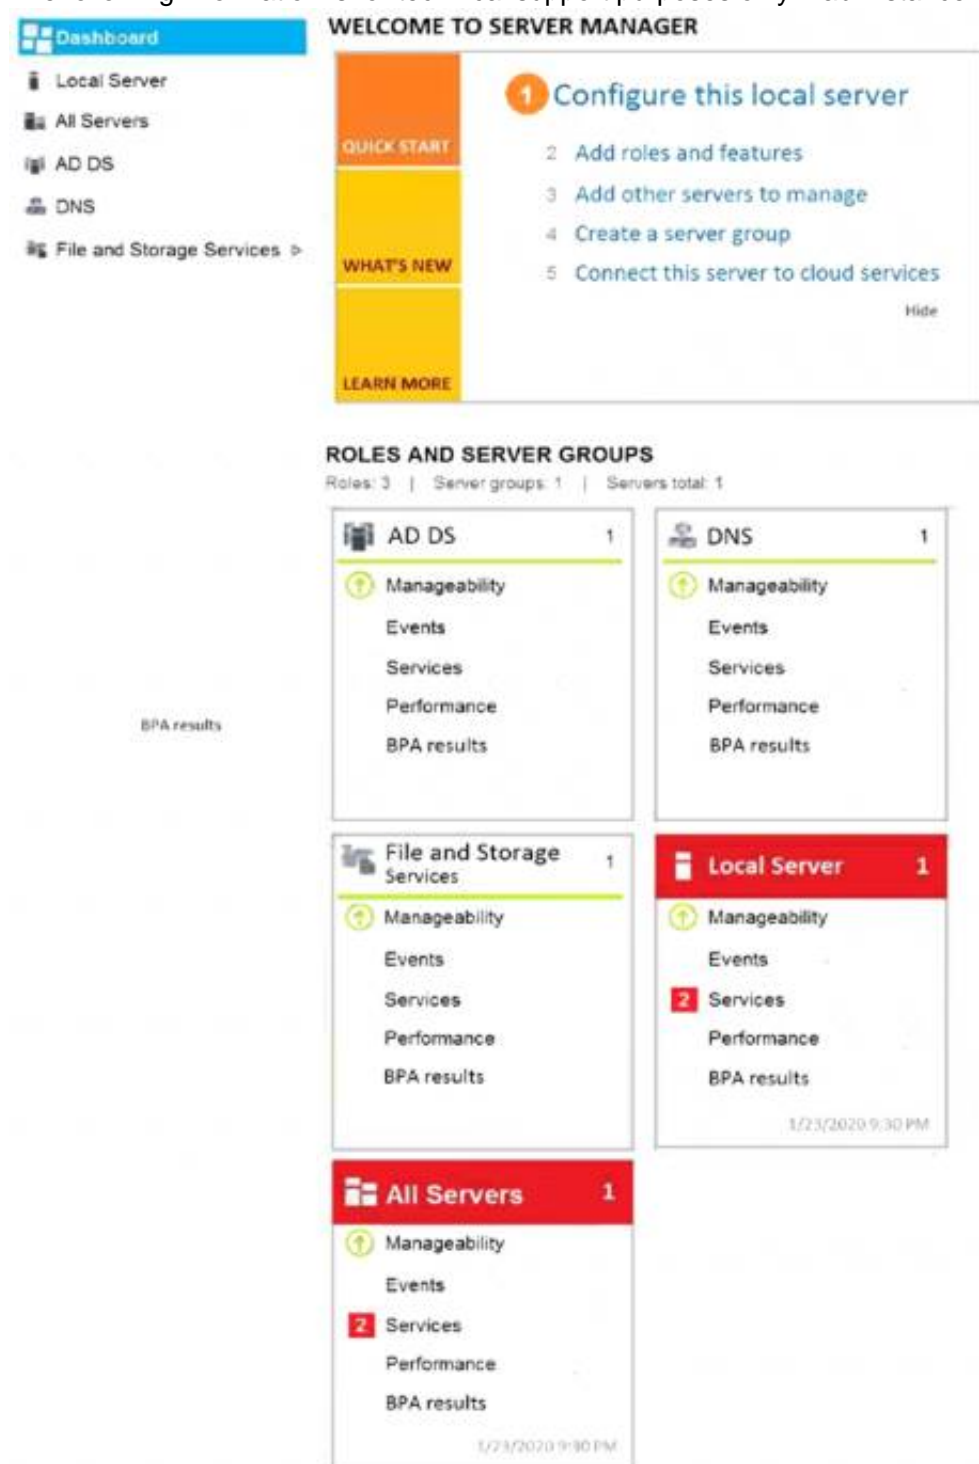 Dashboard
Local Server
All Servers
AD DS
DNS
File and Storage Services
WELCOME TO SERVER MANAGER
QUICK START
WHAT'S NEW
LEARN MORE
1 Configure this local server
2 Add roles and features
3 Add other servers to manage
4 Create a server group
5 Connect this server to cloud services
Hide
ROLES AND SERVER GROUPS
Roles: 3 | Server groups: 1 | Servers total: 1
AD DS 1
Manageability
Events
Services
Performance
BPA results
DNS 1
Manageability
Events
Services
Performance
BPA results
BPA results
File and Storage
Services
1
Manageability
Events
Services
Performance
BPA results
Local Server 1
Manageability
Events
2 Services
Performance
BPA results
1/23/2020 9:30 PM
All Servers 1
Manageability
Events
2 Services
Performance
BPA results
1/23/2020 9:30 PM